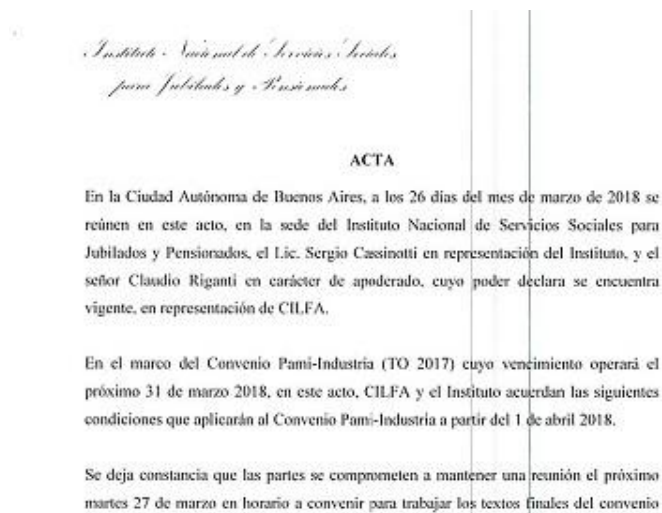 Instituto Nacional de Servicios Sociales
para Jubilados y Pensionados
ACTA
En la Ciudad Autónoma de Buenos Aires, a los 26 días del mes de marzo de 2018 se
reúnen en este acto, en la sede del Instituto Nacional de Servicios Sociales para
Jubilados y Pensionados, el Lic. Sergio Cassinotti en representación del Instituto, y el
señor Claudio Riganti en carácter de apoderado, cuyo poder declara se encuentra
vigente, en representación de CILFA.
En el marco del Convenio Pami-Industria (TO 2017) cuyo vencimiento operará el
próximo 31 de marzo 2018, en este acto, CILFA y el Instituto acuerdan las siguientes
condiciones que aplicarán al Convenio Pami-Industria a partir del 1 de abril 2018.
Se deja constancia que las partes se comprometen a mantener una reunión el próximo
martes 27 de marzo en horario a convenir para trabajar los textos finales del convenio